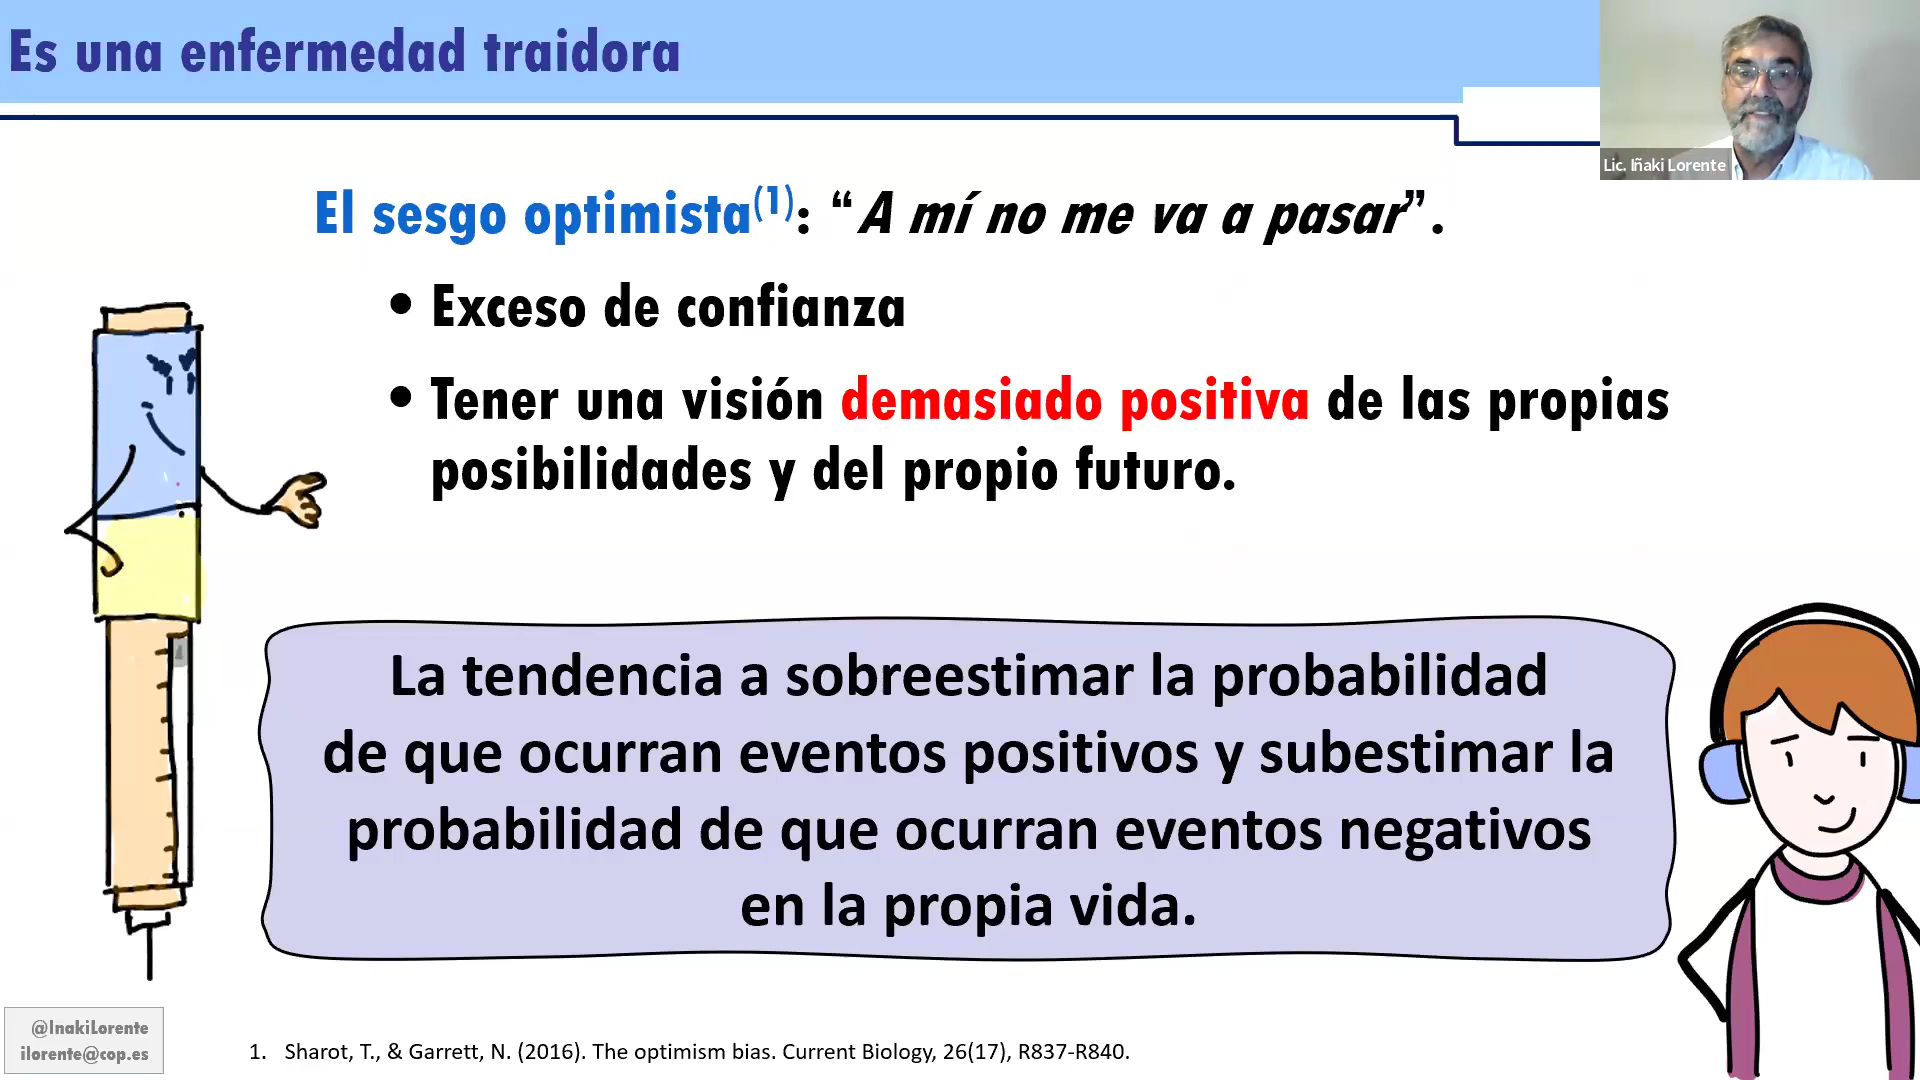 Es una enfermedad traidora
Lic. Iñaki Lorente
El sesgo optimista(1): “A mí no me va a pasar”.
• Exceso de confianza
• Tener una visión demasiado positiva de las propias
posibilidades y del propio futuro.
4
La tendencia a sobreestimar la probabilidad
de que ocurran eventos positivos y subestimar la
probabilidad de que ocurran eventos negativos
en la propia vida.
@InakiLorente
ilorente@cop.es
1. Sharot, T., & Garrett, N. (2016). The optimism bias. Current Biology, 26(17), R837-R840.